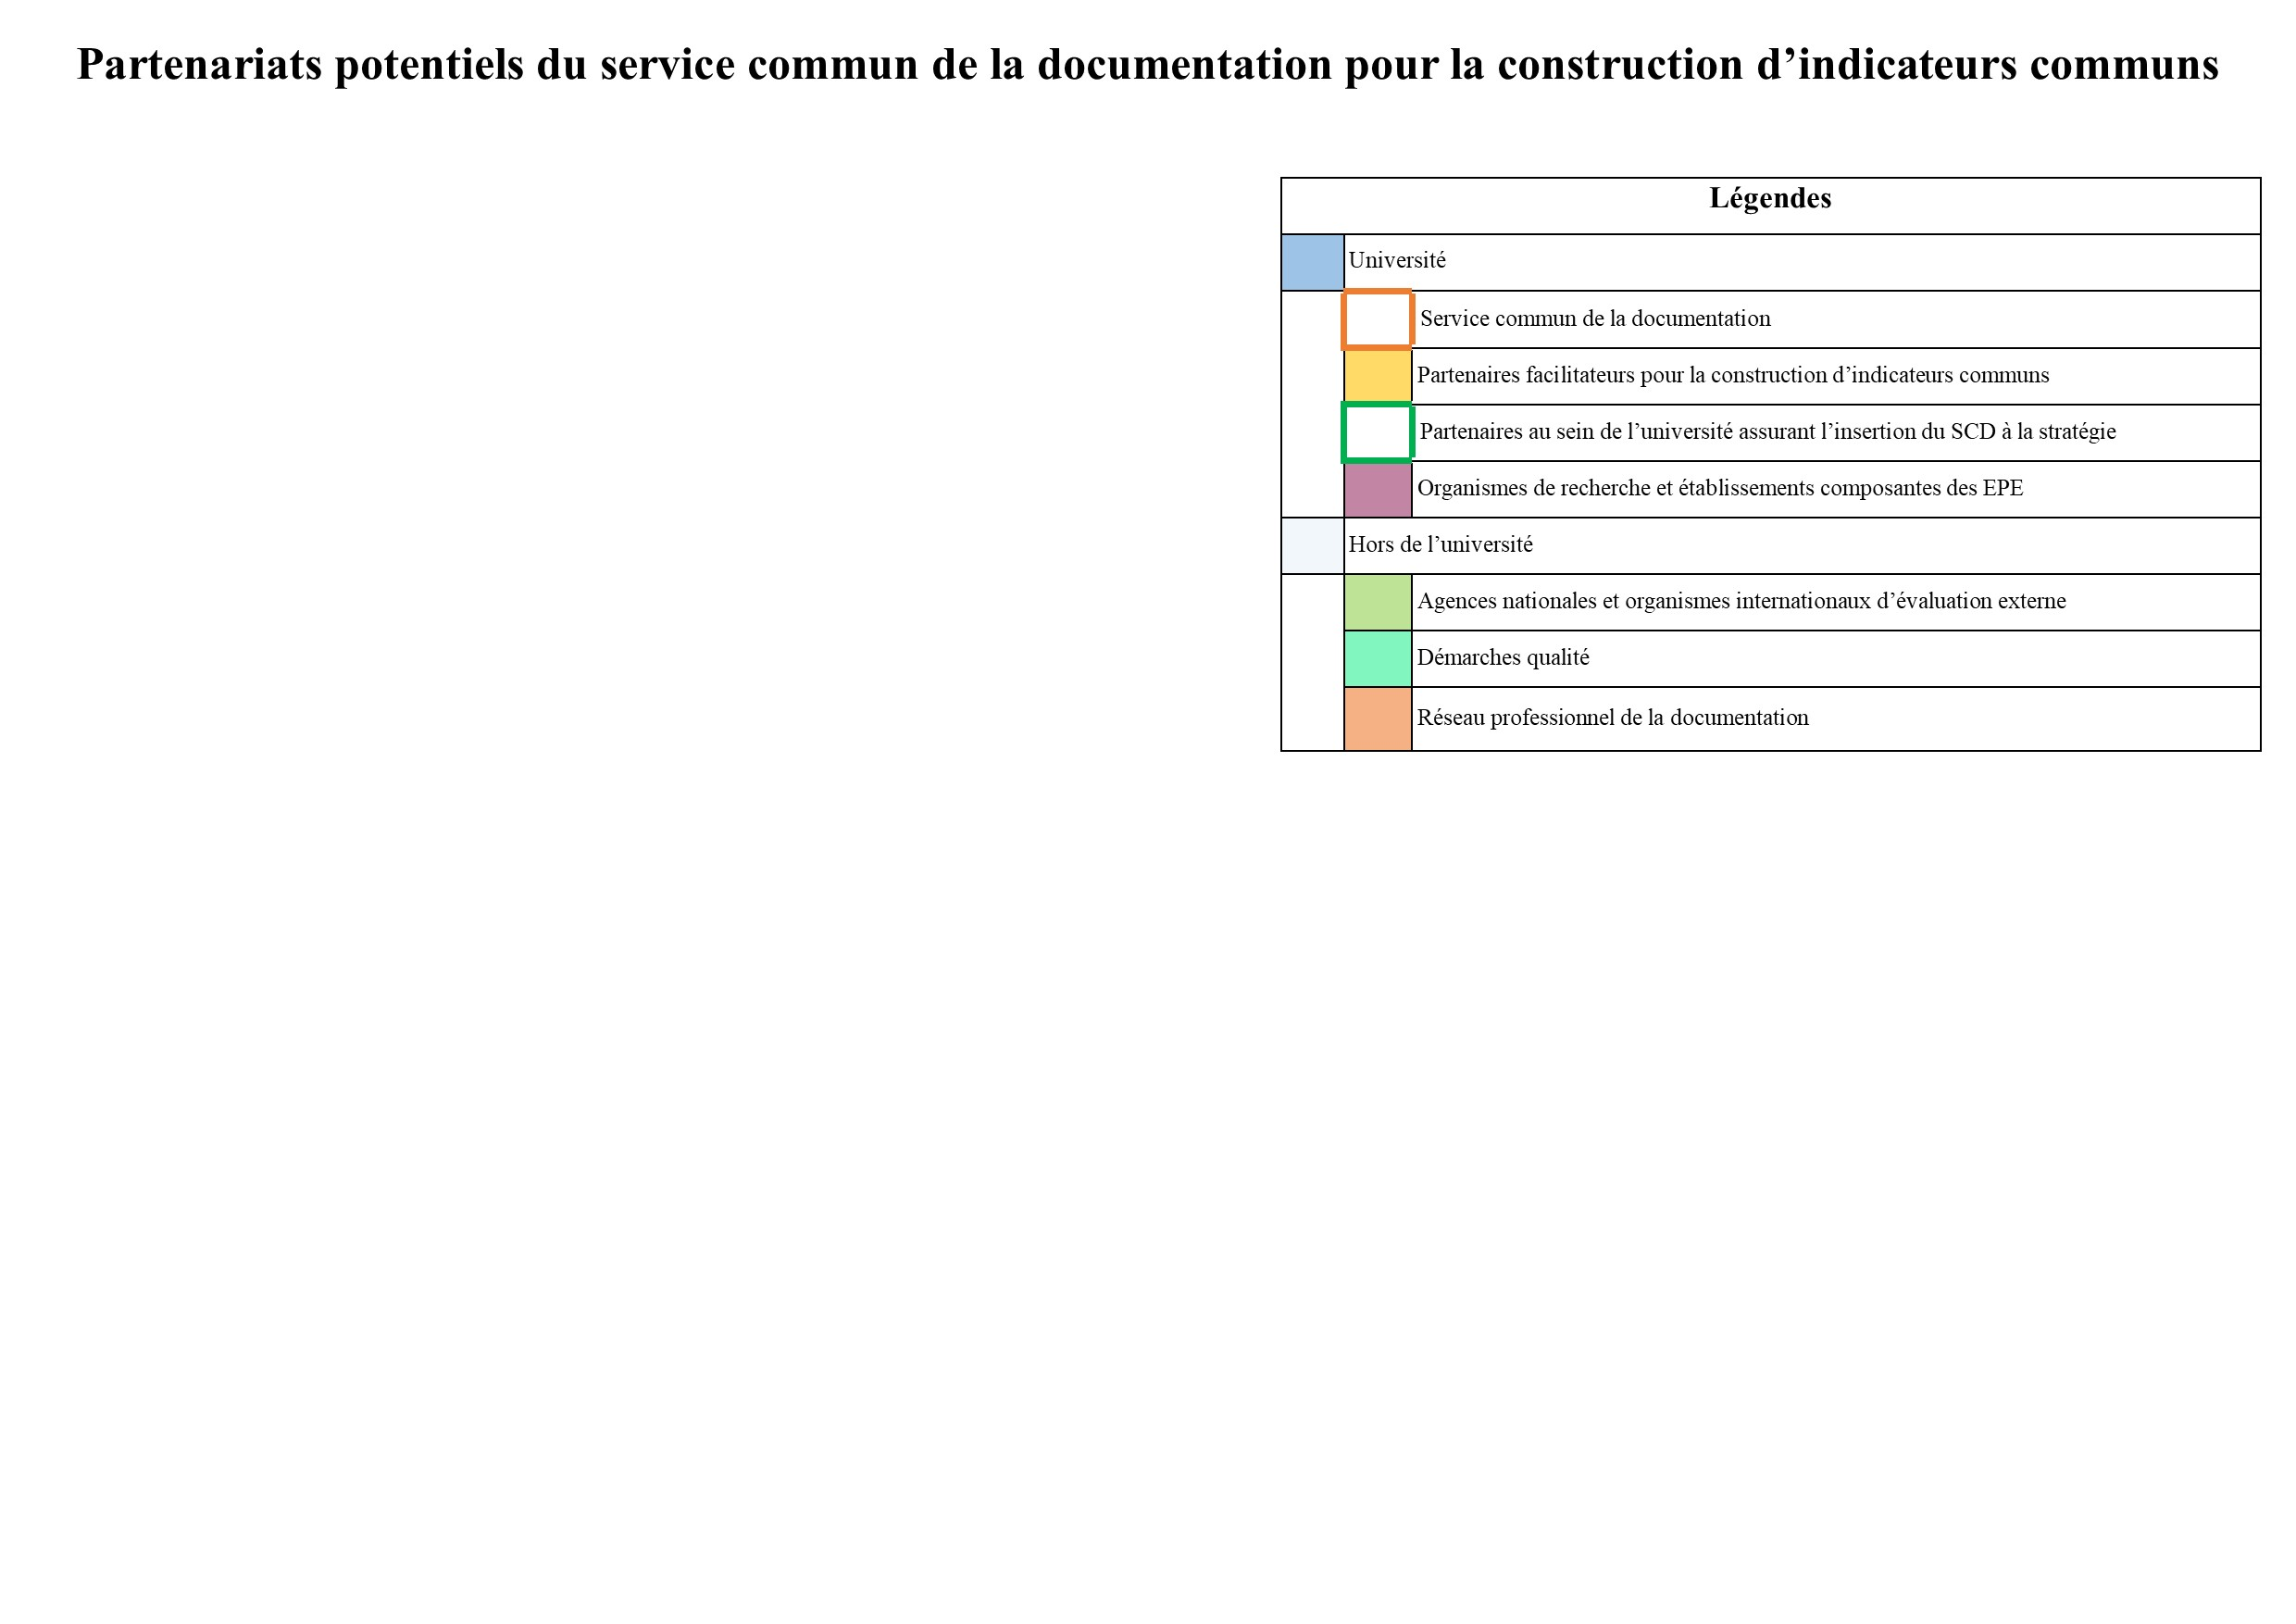 Partenariats potentiels du service commun de la documentation pour la construction d’indicateurs communs
Légendes
Université
Service commun de la documentation
Partenaires facilitateurs pour la construction d’indicateurs communs
Partenaires au sein de l’université assurant l’insertion du SCD à la stratégie
Organismes de recherche et établissements composantes des EPE
Hors de l’université
Agences nationales et organismes internationaux d’évaluation externe
Démarches qualité
Réseau professionnel de la documentation